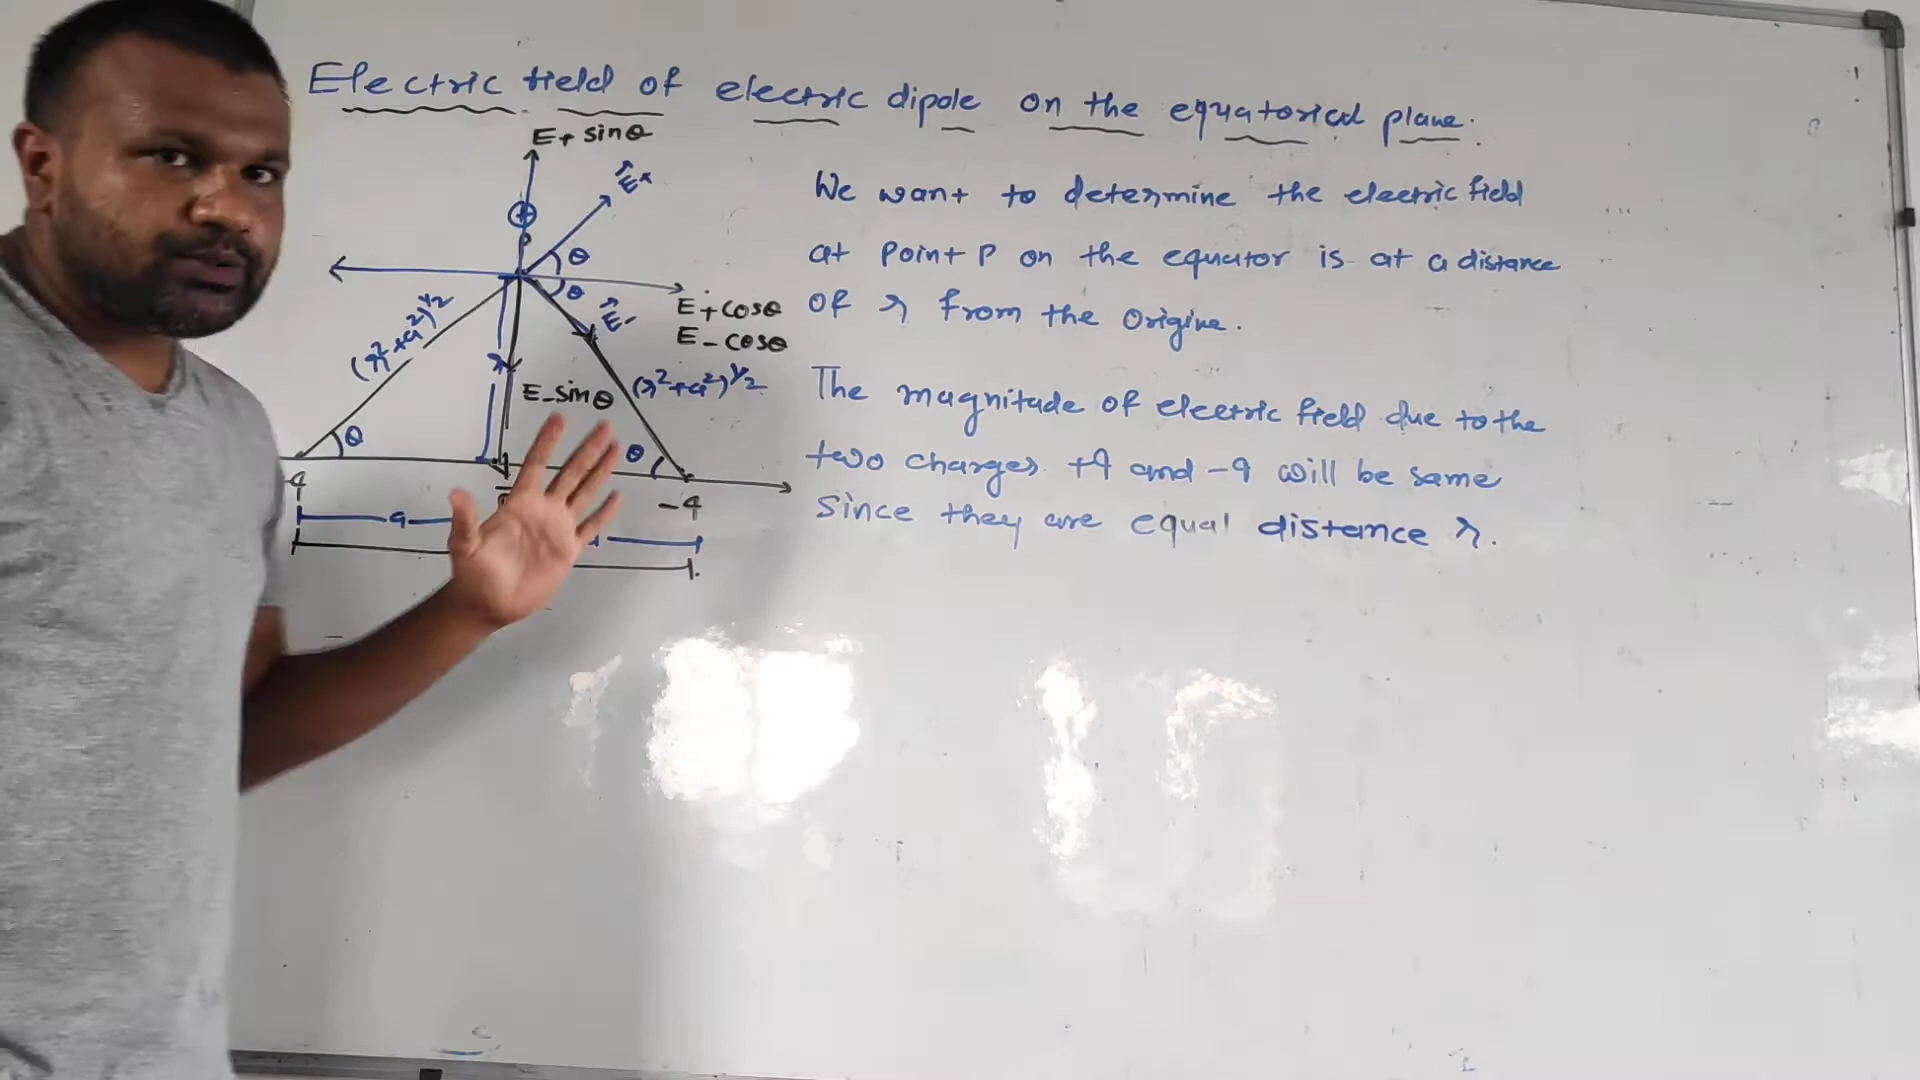 Electric field of electric dipole on the equatorical plane.
E+ sinθ
E+
P
θ
θ
E+ cosθ
E-
E- cosθ
(r²+a²)^1/2
r
E- sinθ
(r²+a²)^1/2
θ
θ
-q
a
We want to determine the electric field
at point P on the equator is at a distance
of r from the origine.
The magnitude of electric field due to the
two charges +q and -q will be same
since they are equal distance r.